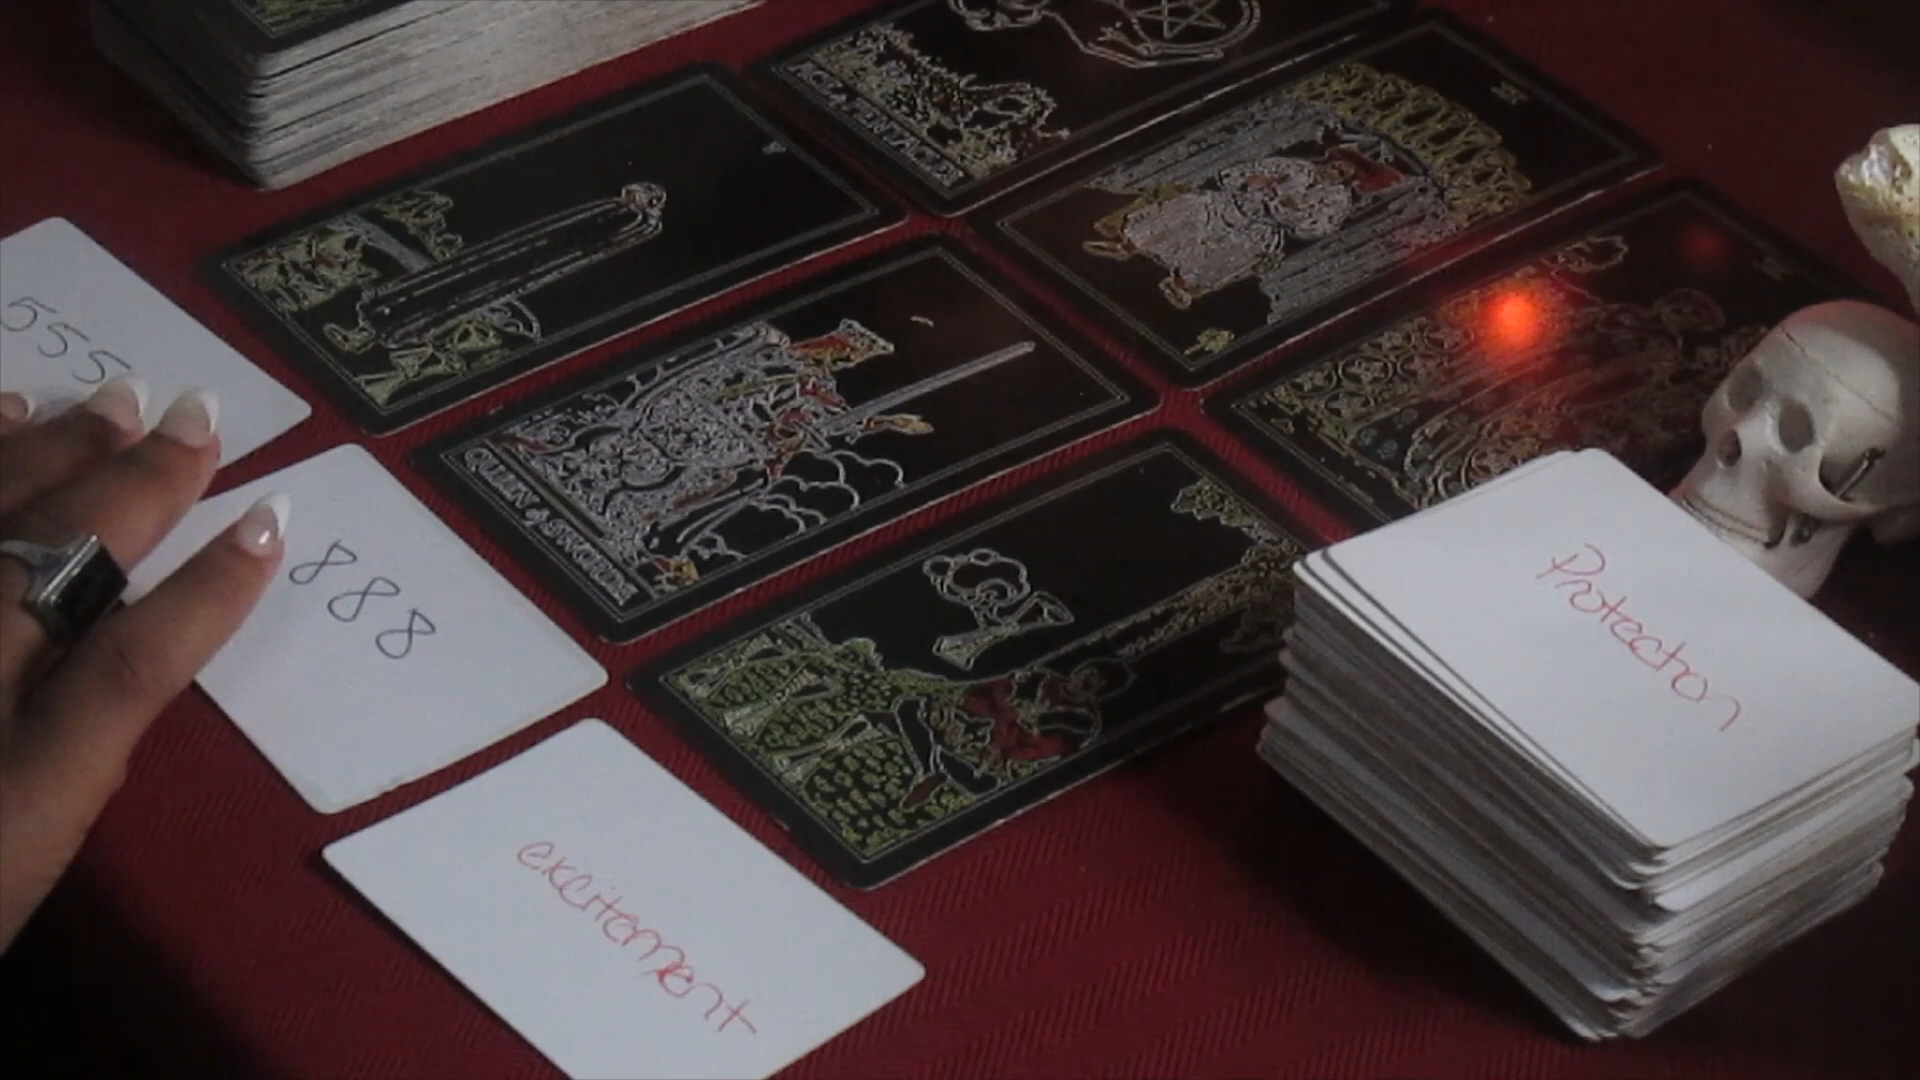 555
888
excitement
Protection
QUEEN of SWORDS